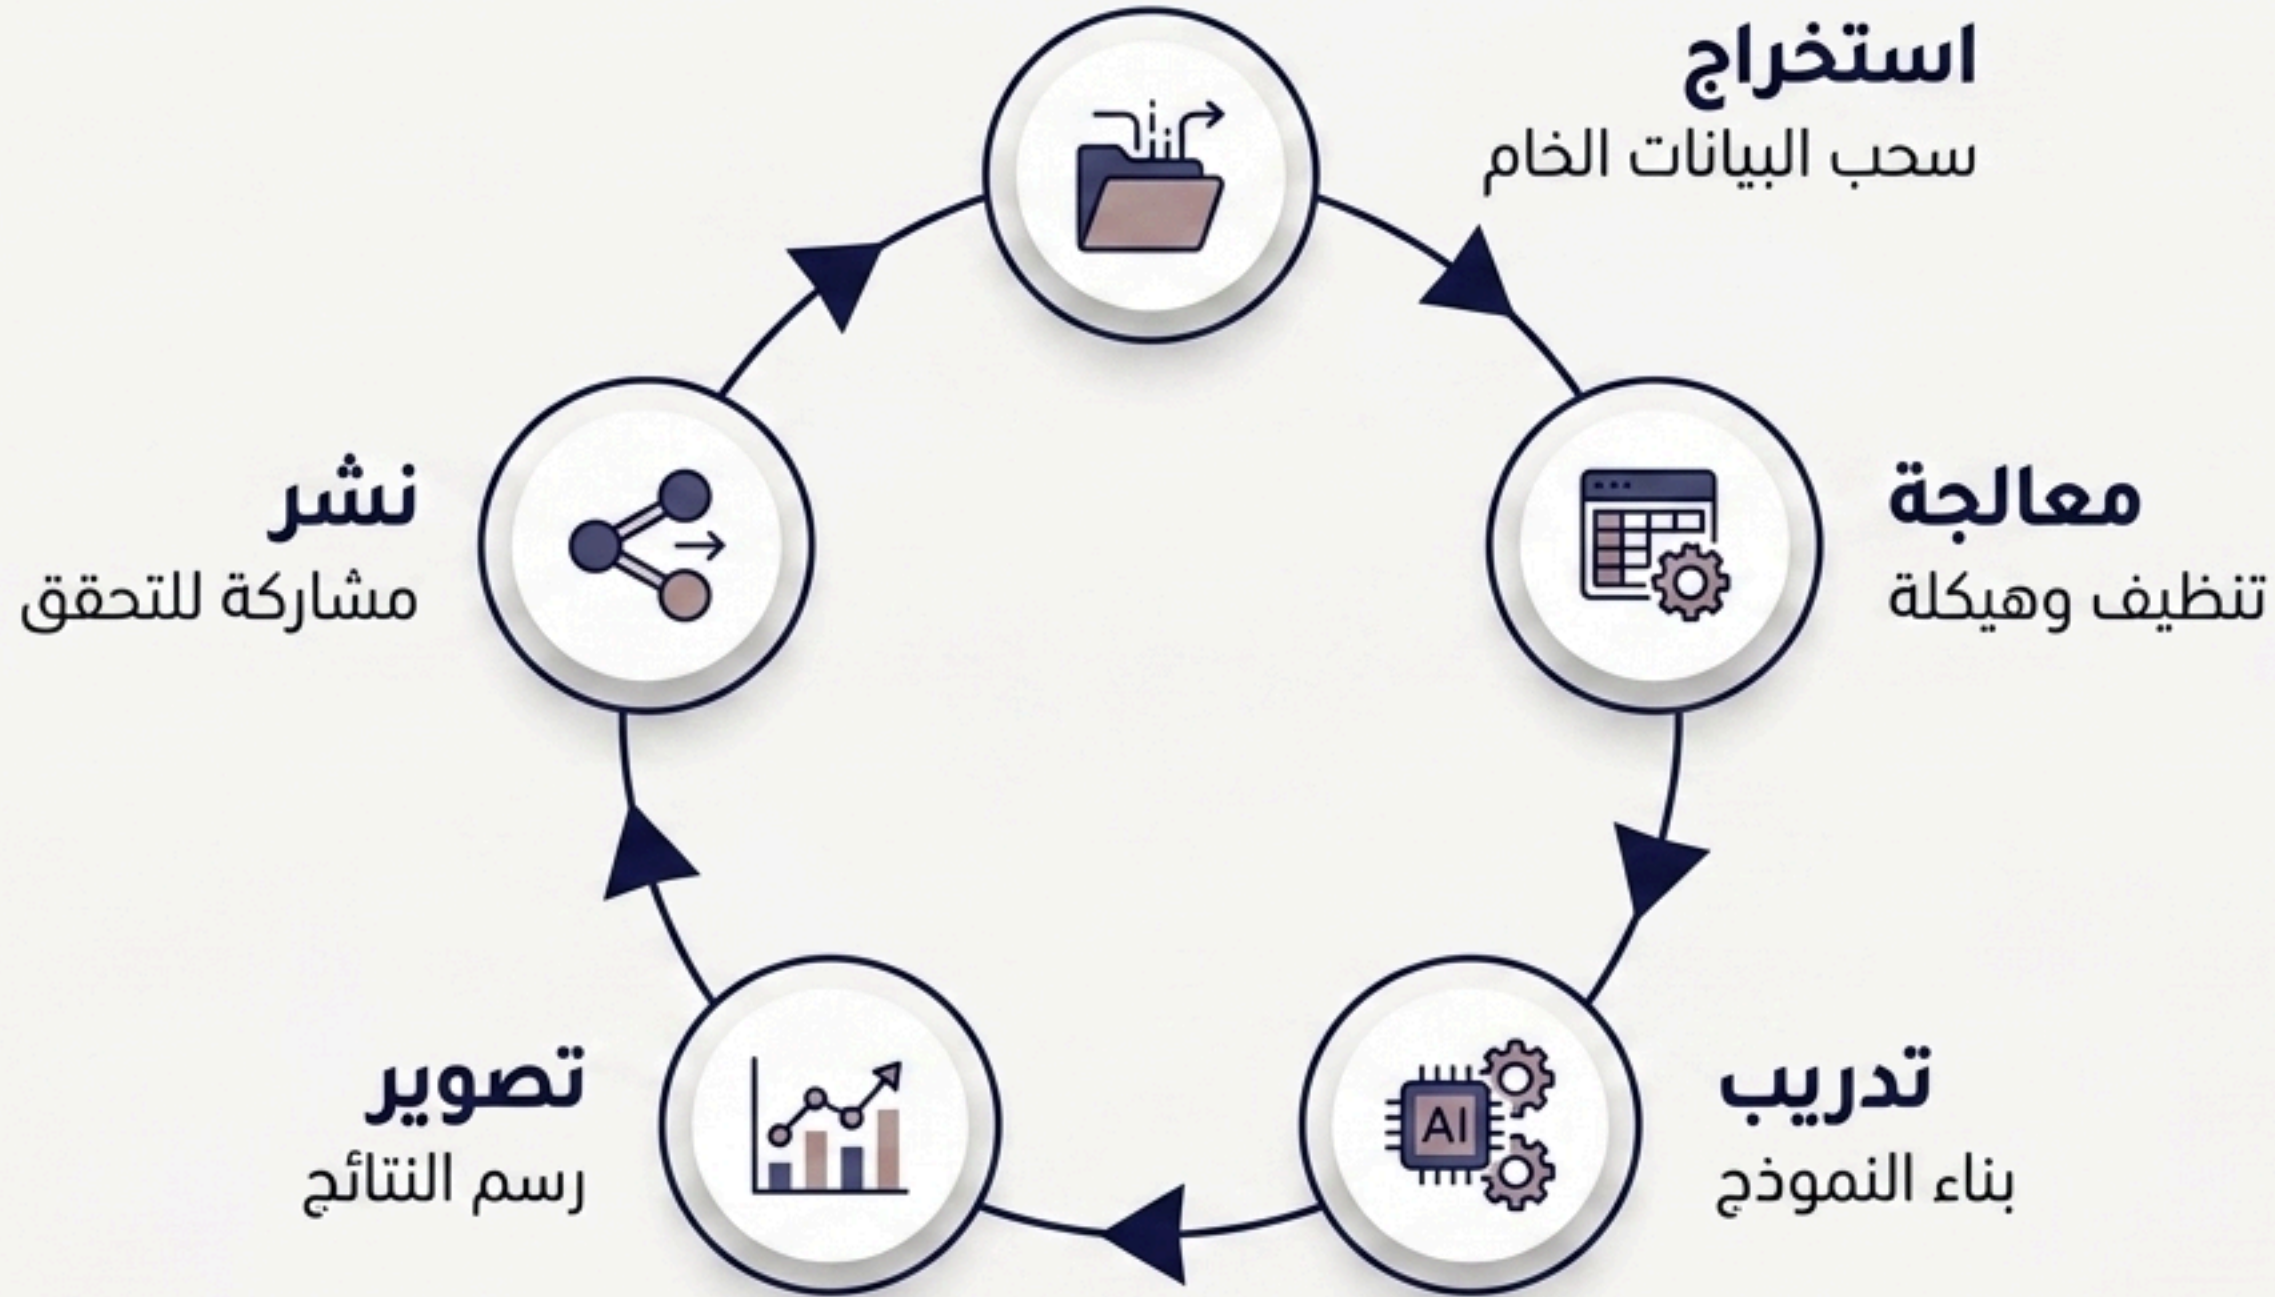 استخراج
سحب البيانات الخام
معالجة
تنظيف وهيكلة
تدريب
بناء النموذج
AI
تصوير
رسم النتائج
نشر
مشاركة للتحقق